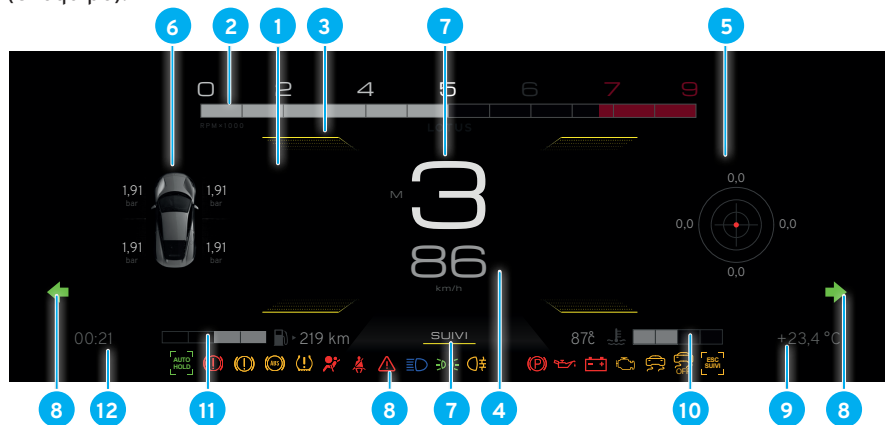 6 2 1 3 7 5
0 2 4 5 6 7 9
RPM×1000
LOTUS
1,91 bar 1,91 bar
M 3
0,0
0,0 0,0
1,91 bar 1,91 bar
86
km/h
0,0
00:21
219 km
SUIVI
87°C
+23,4 °C
AUTO HOLD
ABS
P
OFF
ESC SUIVI
8 12 11 8 7 4 10 9 8